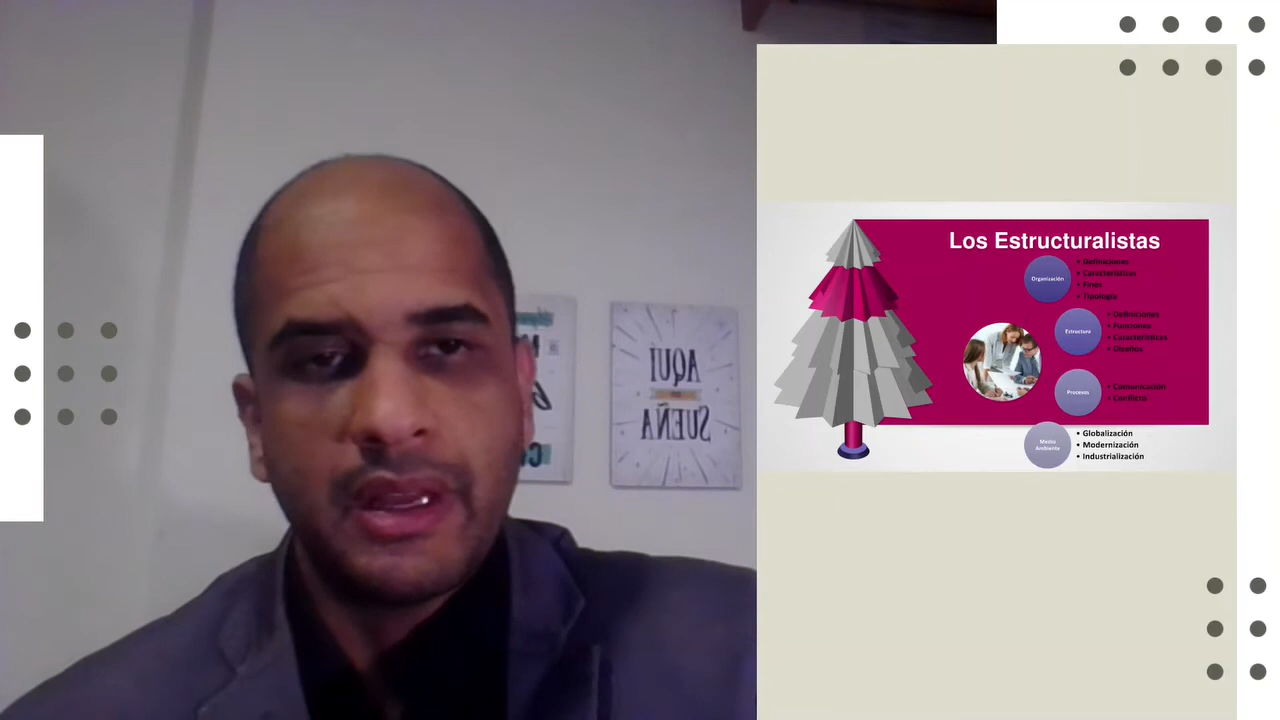 AQUI
SUEÑA
Los Estructuralistas
Organización
• Definiciones
• Características
• Fines
• Tipología
Estructura
• Definiciones
• Funciones
• Características
• Diseños
Procesos
• Comunicación
• Conflicto
Medio
Ambiente
• Globalización
• Modernización
• Industrialización